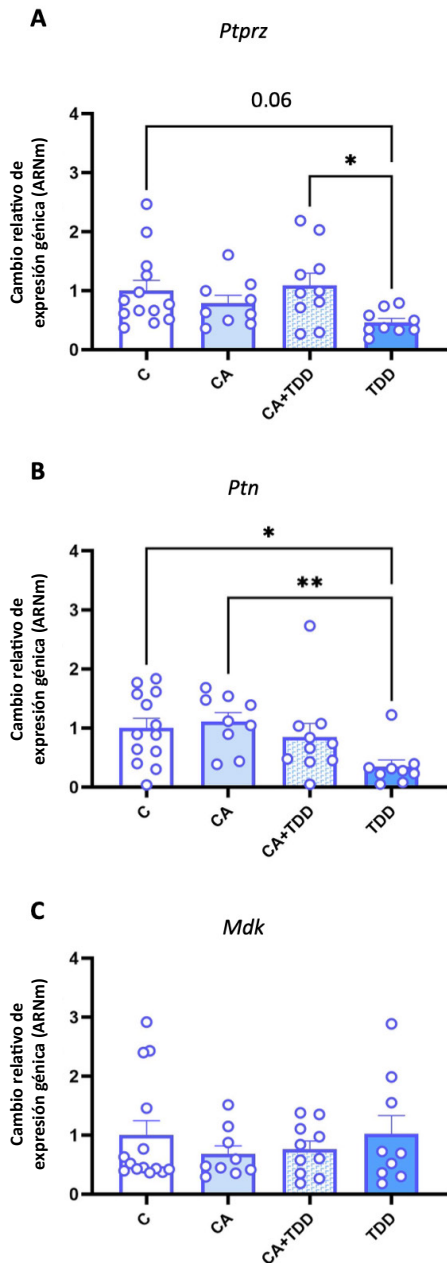 A
Ptprz
0.06
*
Cambio relativo de
expresión génica (ARNm)
4
3
2
1
0
C
CA
CA+TDD
TDD
B
Ptn
*
**
Cambio relativo de
expresión génica (ARNm)
4
3
2
1
0
C
CA
CA+TDD
TDD
C
Mdk
Cambio relativo de
expresión génica (ARNm)
4
3
2
1
0
C
CA
CA+TDD
TDD